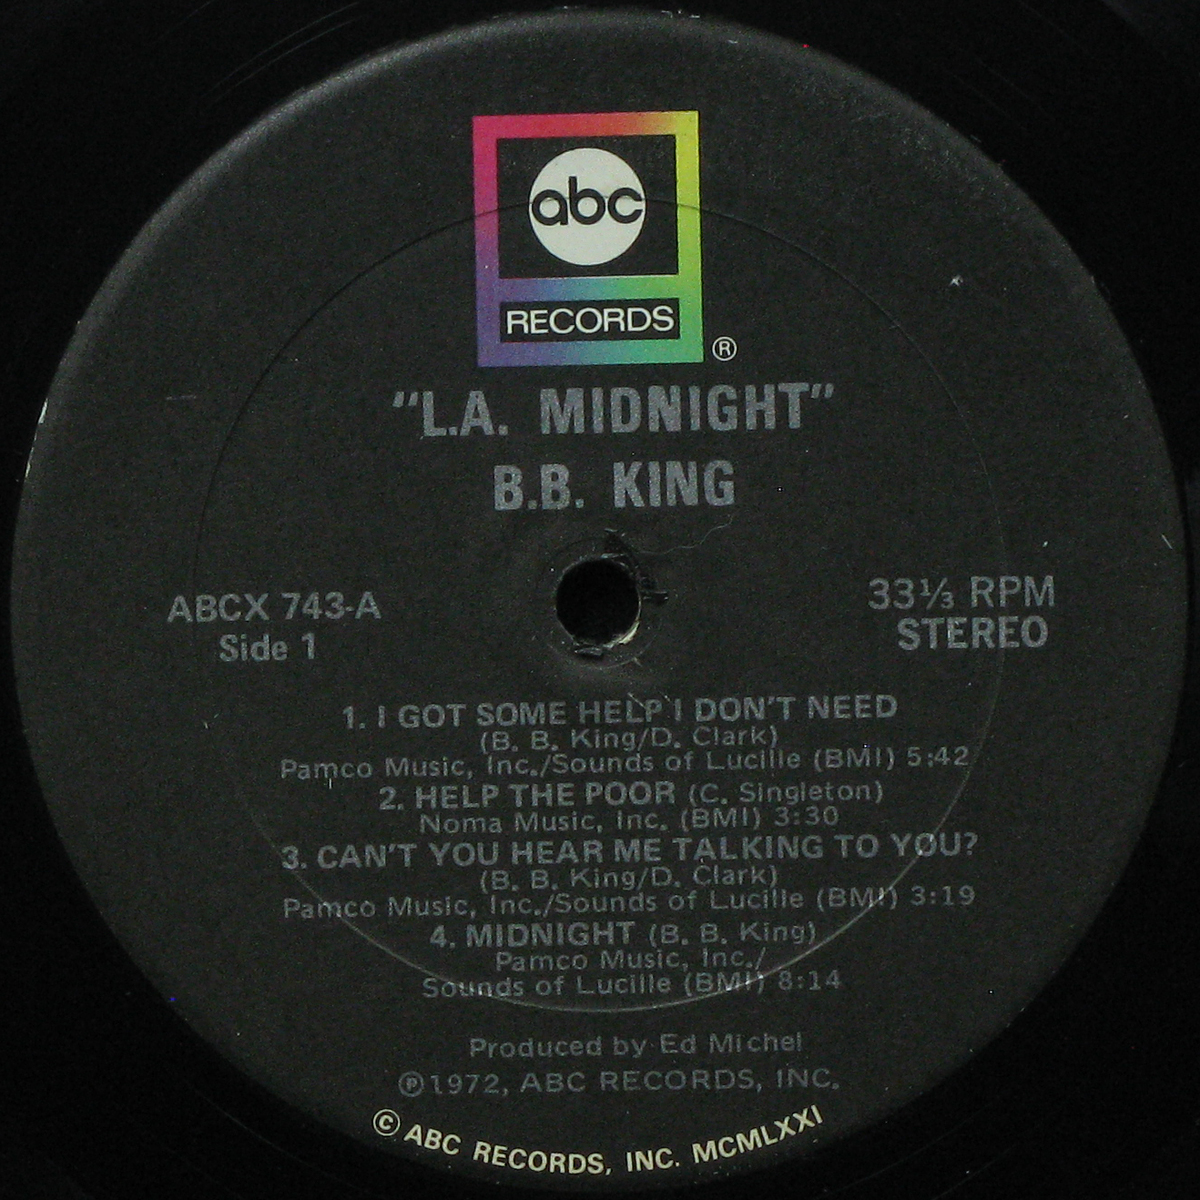 abc
RECORDS
®
"L.A. MIDNIGHT"
B.B. KING
ABCX 743-A
Side 1
33⅓ RPM
STEREO
1. I GOT SOME HELP I DON'T NEED
(B. B. King/D. Clark)
Pamco Music, Inc./Sounds of Lucille (BMI) 5:42
2. HELP THE POOR (C. Singleton)
Noma Music, Inc. (BMI) 3:30
3. CAN'T YOU HEAR ME TALKING TO YOU?
(B. B. King/D. Clark)
Pamco Music, Inc./Sounds of Lucille (BMI) 3:19
4. MIDNIGHT (B. B. King)
Pamco Music, Inc./
Sounds of Lucille (BMI) 8:14
Produced by Ed Michel
℗1972, ABC RECORDS, INC.
© ABC RECORDS, INC. MCMLXXI